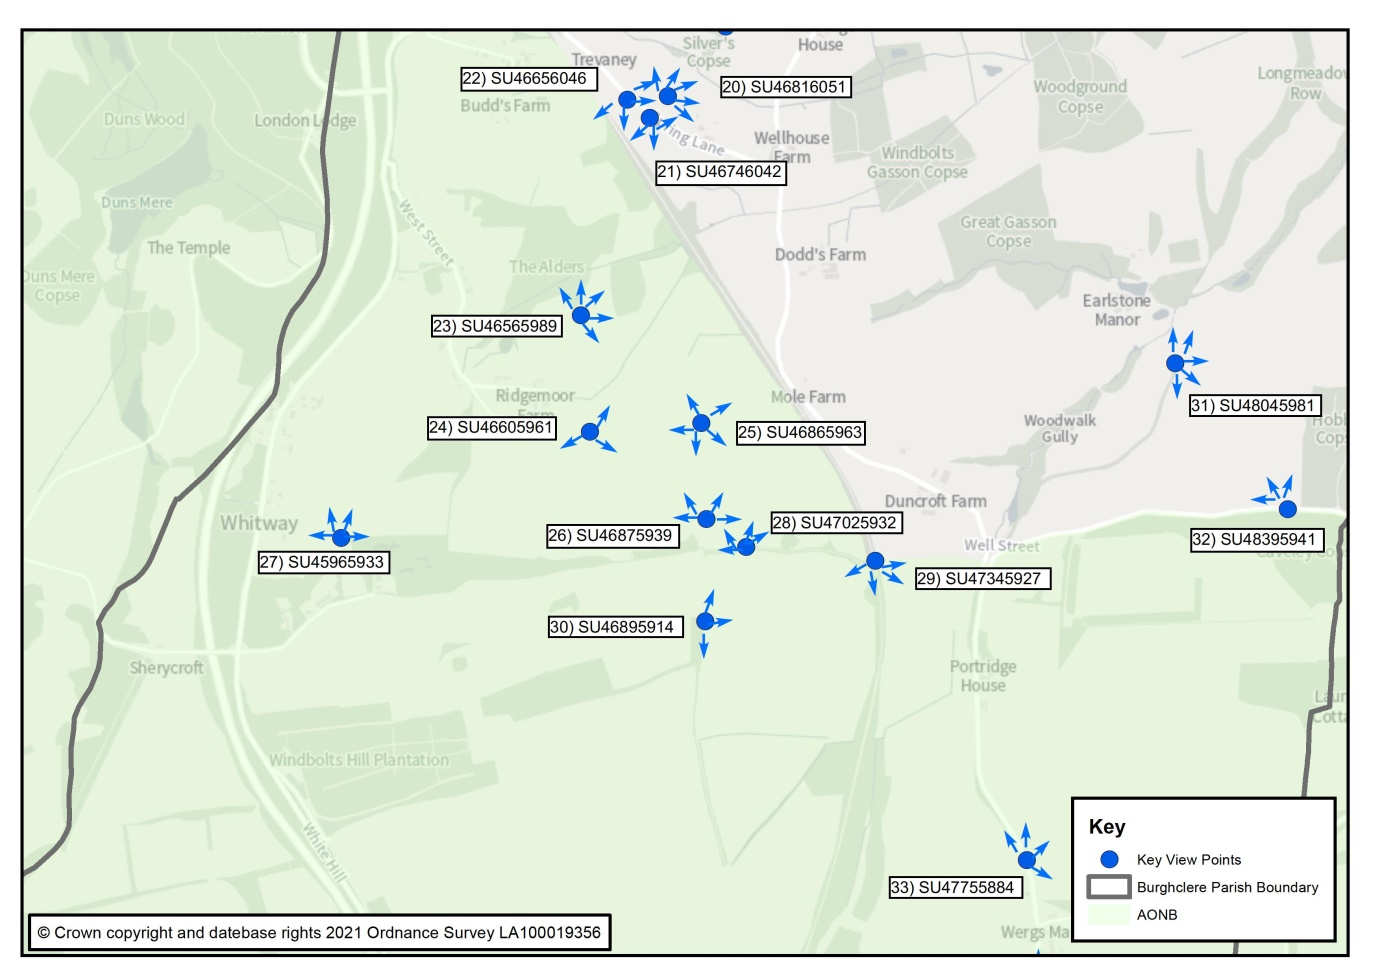 Silver's
Copse
House
Trevaney
22) SU46656046
20) SU46816051
Budd's Farm
Woodground
Copse
Longmeadow
Row
Duns Wood
London Lodge
Wellhouse
Farm
Windbolts
Gasson Copse
21) SU46746042
Duns Mere
West Street
The Temple
Great Gasson
Copse
Dodd's Farm
The Alders
Duns Mere
Copse
Earlstone
Manor
23) SU46565989
Ridgemoor
Farm
Mole Farm
31) SU48045981
24) SU46605961
25) SU46865963
Woodwalk
Gully
Whitway
Duncroft Farm
26) SU46875939
28) SU47025932
Well Street
32) SU48395941
27) SU45965933
29) SU47345927
30) SU46895914
Sherycroft
Portridge
House
Windbolts Hill Plantation
White Hill
33) SU47755884
Key
Key View Points
Burghclere Parish Boundary
AONB
© Crown copyright and datebase rights 2021 Ordnance Survey LA100019356